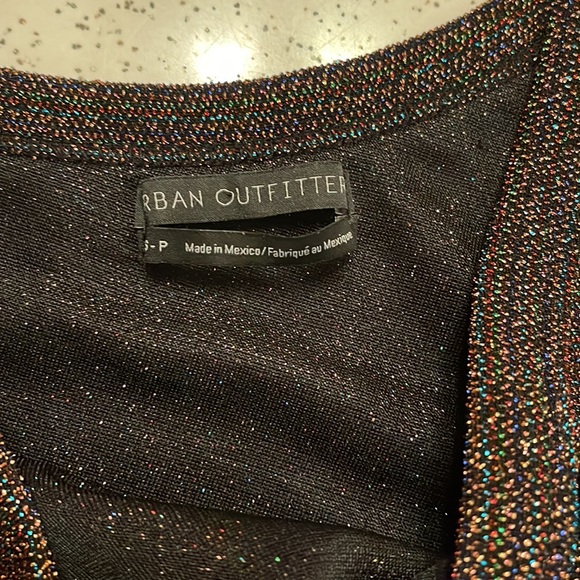 RBAN OUTFITTER
S-P Made in Mexico/Fabriqué au Mexique